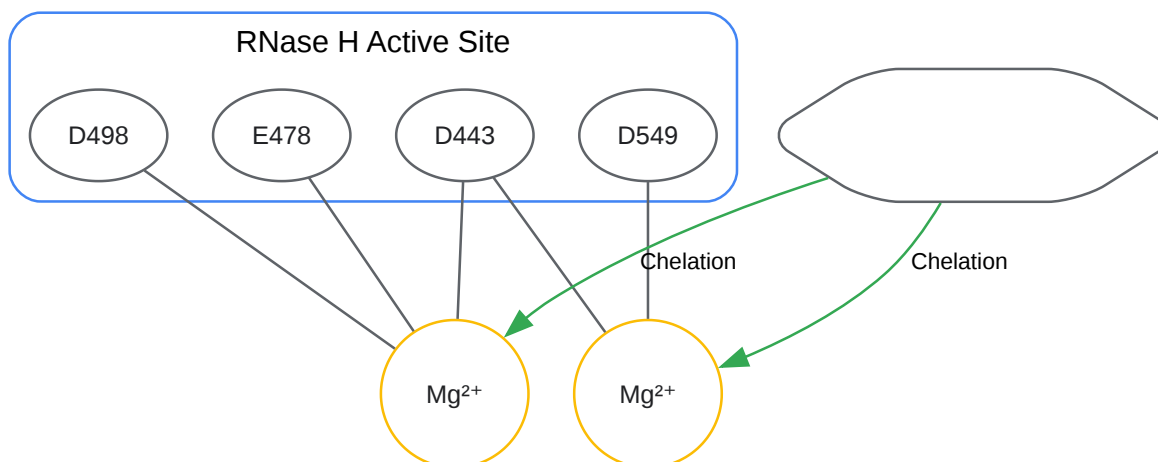 RNase H Active Site
D498
E478
D443
D549
Chelation
Chelation
Mg²⁺
Mg²⁺